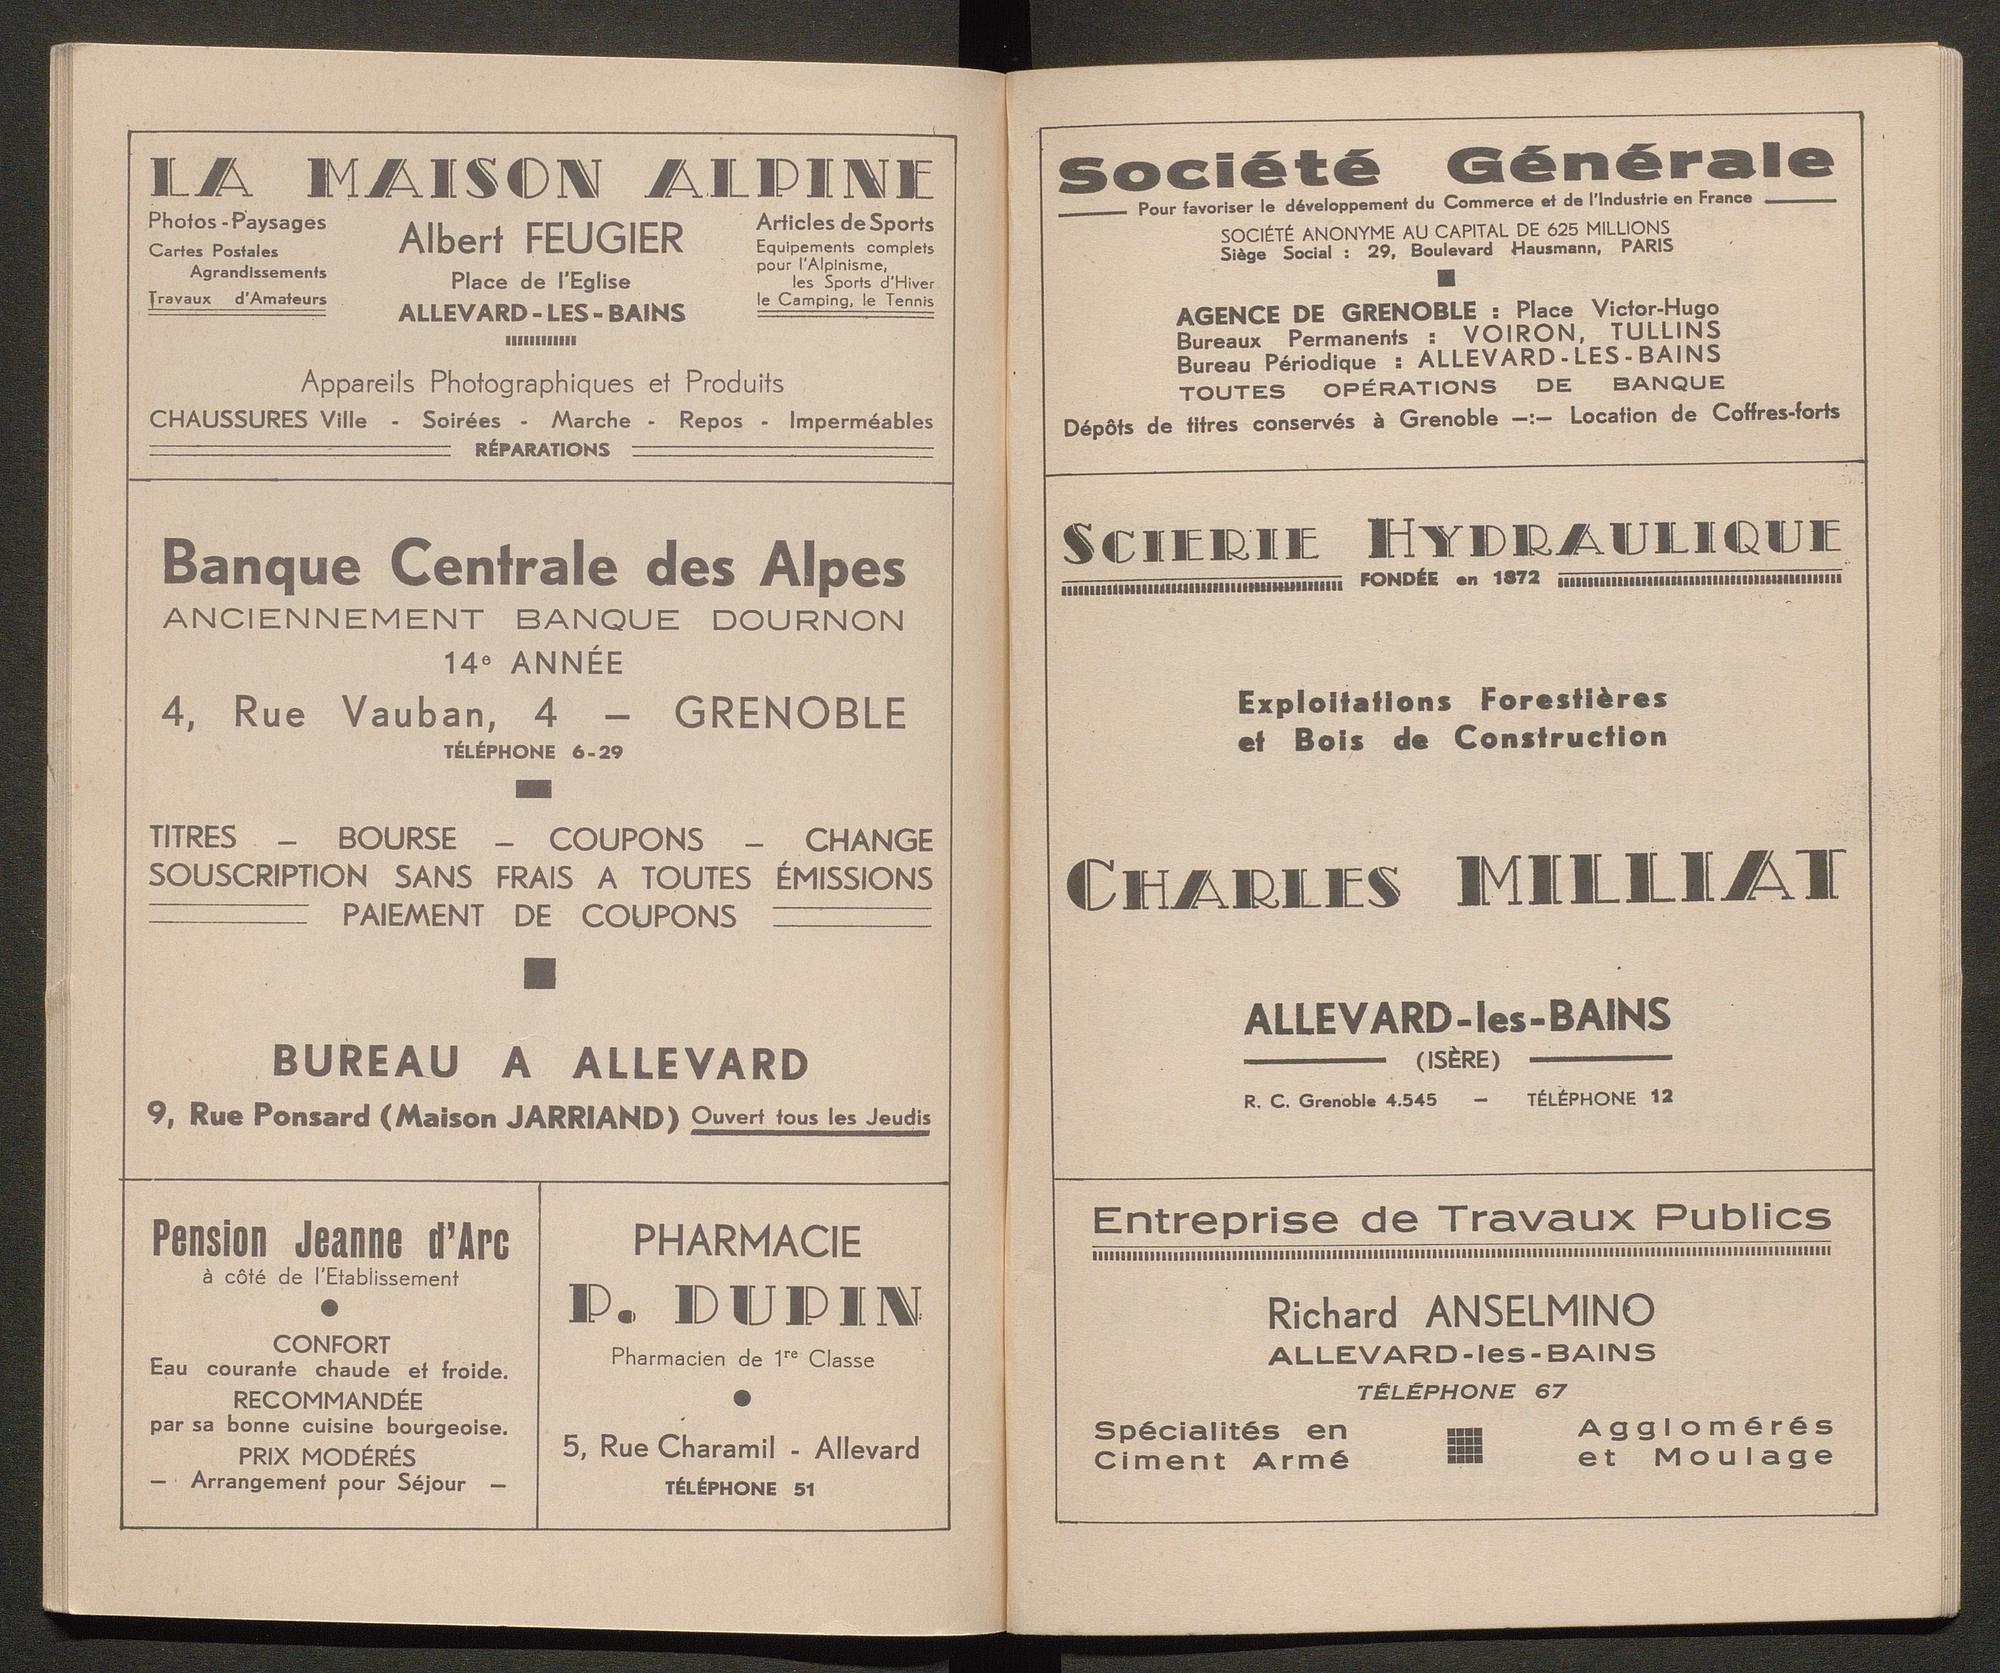 LA MAISON ALPINE
Photos-Paysages
Cartes Postales
Agrandissements
Travaux d'Amateurs
Albert FEUGIER
Place de l'Eglise
ALLEVARD-LES-BAINS
Articles de Sports
Equipements complets
pour l'Alpinisme,
les Sports d'Hiver
le Camping, le Tennis
Appareils Photographiques et Produits
CHAUSSURES Ville - Soirées - Marche - Repos - Imperméables
RÉPARATIONS
Banque Centrale des Alpes
ANCIENNEMENT BANQUE DOURNON
14e ANNÉE
4, Rue Vauban, 4 — GRENOBLE
TÉLÉPHONE 6-29
TITRES — BOURSE — COUPONS — CHANGE
SOUSCRIPTION SANS FRAIS A TOUTES ÉMISSIONS
PAIEMENT DE COUPONS
BUREAU A ALLEVARD
9, Rue Ponsard (Maison JARRIAND) Ouvert tous les Jeudis
Pension Jeanne d'Arc
à côté de l'Etablissement
CONFORT
Eau courante chaude et froide.
RECOMMANDÉE
par sa bonne cuisine bourgeoise.
PRIX MODÉRÉS
— Arrangement pour Séjour —
PHARMACIE
P. DUPIN
Pharmacien de 1re Classe
5, Rue Charamil - Allevard
TÉLÉPHONE 51
Société Générale
Pour favoriser le développement du Commerce et de l'Industrie en France
SOCIÉTÉ ANONYME AU CAPITAL DE 625 MILLIONS
Siège Social : 29, Boulevard Hausmann, PARIS
AGENCE DE GRENOBLE : Place Victor-Hugo
Bureaux Permanents : VOIRON, TULLINS
Bureau Périodique : ALLEVARD-LES-BAINS
TOUTES OPÉRATIONS DE BANQUE
Dépôts de titres conservés à Grenoble —:— Location de Coffres-forts
SCIERIE HYDRAULIQUE
FONDÉE en 1872
Exploitations Forestières
et Bois de Construction
CHARLES MILLIAT
ALLEVARD-les-BAINS
(ISÈRE)
R. C. Grenoble 4.545 — TÉLÉPHONE 12
Entreprise de Travaux Publics
Richard ANSELMINO
ALLEVARD-les-BAINS
TÉLÉPHONE 67
Spécialités en
Ciment Armé
Agglomérés
et Moulage